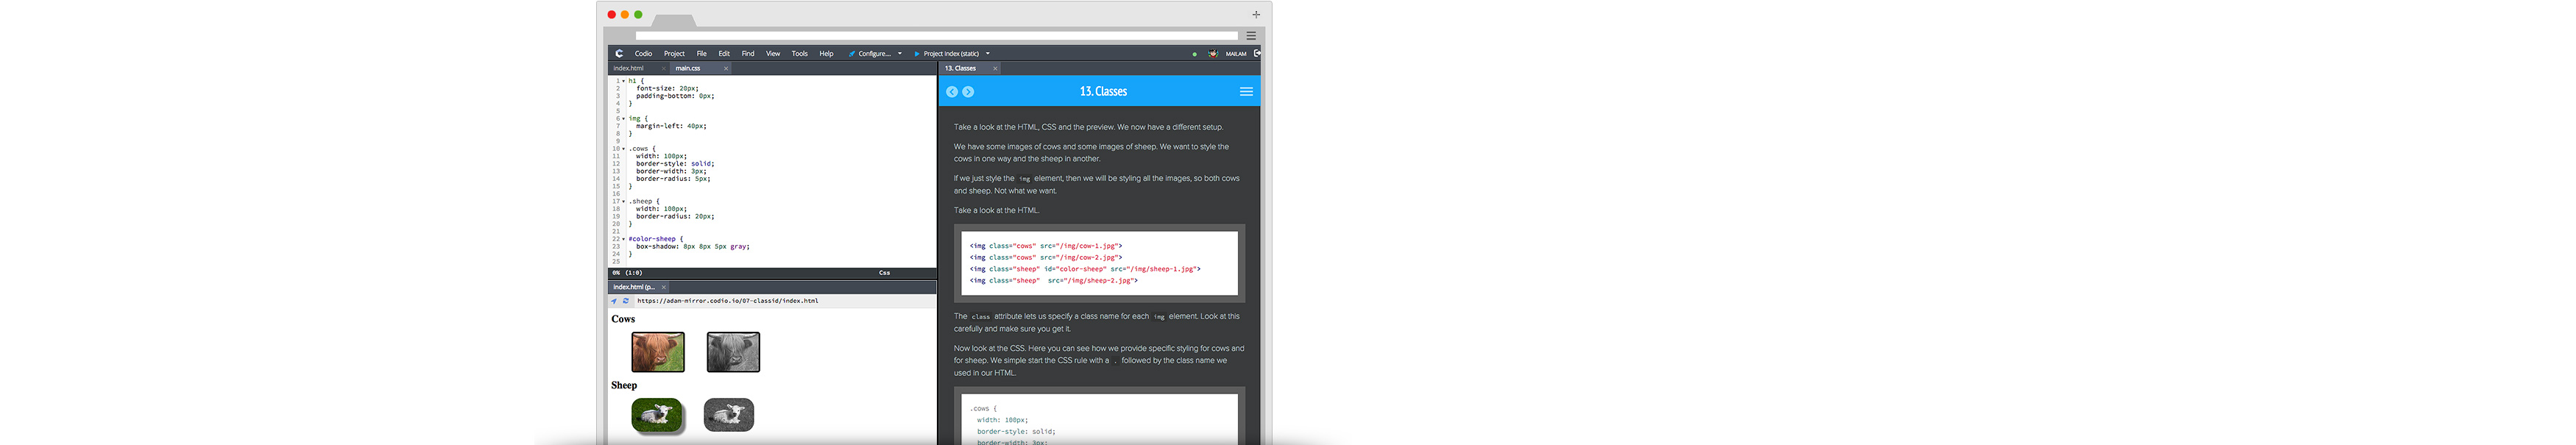 Codio Project File Edit Find View Tools Help Configure... Project Index (static) MAILAM
index.html main.css
1 h1 {
2 font-size: 20px;
3 padding-bottom: 0px;
4 }
5
6 img {
7 margin-left: 40px;
8 }
9
10 .cows {
11 width: 100px;
12 border-style: solid;
13 border-width: 3px;
14 border-radius: 5px;
15 }
16
17 .sheep {
18 width: 100px;
19 border-radius: 20px;
20 }
21
22 #color-sheep {
23 box-shadow: 8px 8px 5px gray;
24 }
25
0% (1:0) Css
index.html (p...
https://adam-mirror.codio.io/07-classid/index.html
Cows
Sheep
13. Classes
13. Classes
Take a look at the HTML, CSS and the preview. We now have a different setup.
We have some images of cows and some images of sheep. We want to style the
cows in one way and the sheep in another.
If we just style the img element, then we will be styling all the images, so both cows
and sheep. Not what we want.
Take a look at the HTML.
<img class="cows" src="/img/cow-1.jpg">
<img class="cows" src="/img/cow-2.jpg">
<img class="sheep" id="color-sheep" src="/img/sheep-1.jpg">
<img class="sheep" src="/img/sheep-2.jpg">
The class attribute lets us specify a class name for each img element. Look at this
carefully and make sure you get it.
Now look at the CSS. Here you can see how we provide specific styling for cows and
for sheep. We simple start the CSS rule with a . followed by the class name we
used in our HTML.
.cows {
width: 100px;
border-style: solid;
border-width: 3px;